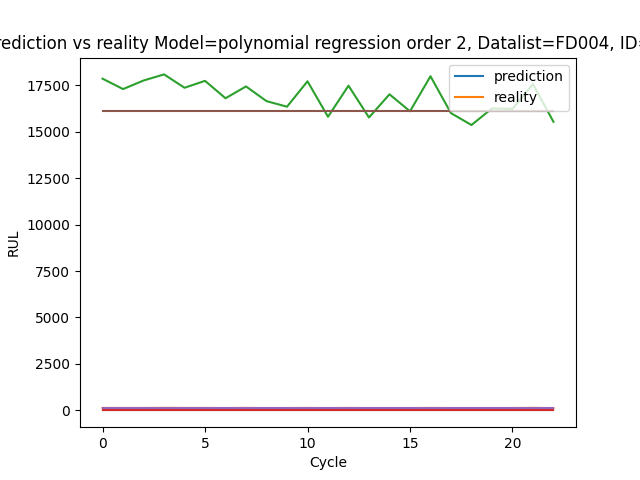 rediction vs reality Model=polynomial regression order 2, Datalist=FD004, ID=
17500
15000
12500
10000
7500
5000
2500
0
RUL
prediction
reality
0 5 10 15 20
Cycle